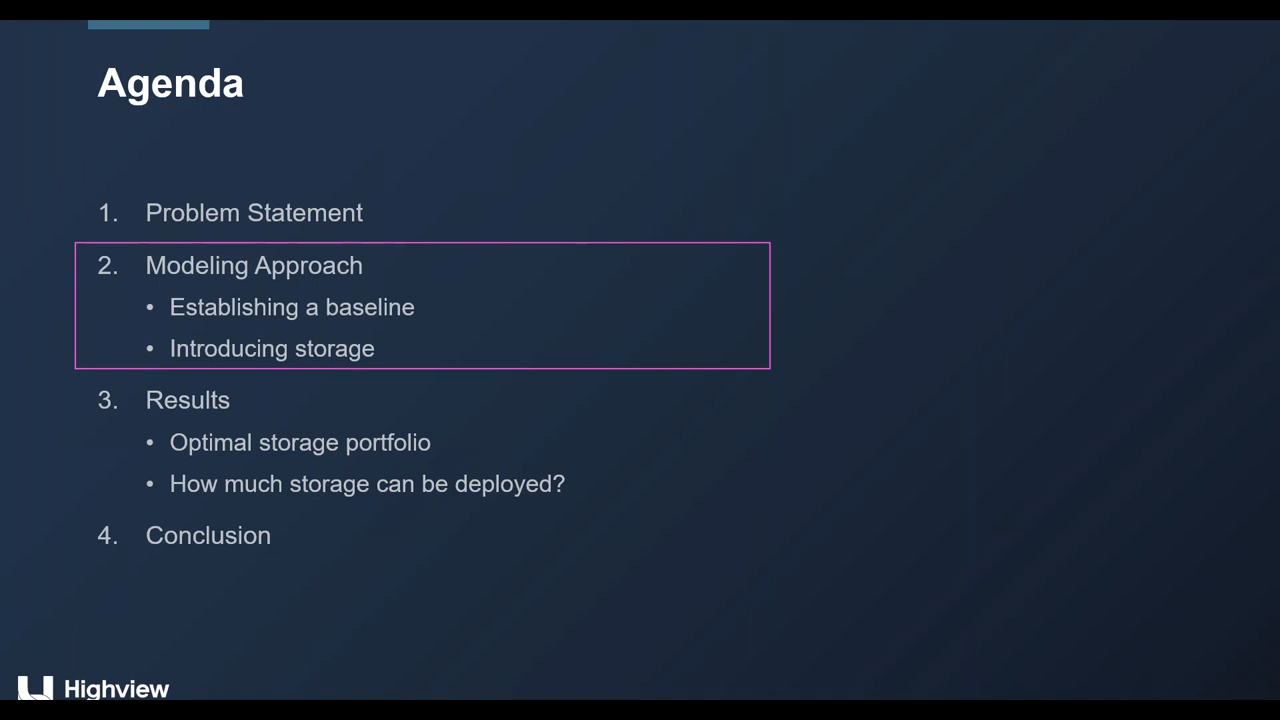 Agenda
1. Problem Statement
2. Modeling Approach
• Establishing a baseline
• Introducing storage
3. Results
• Optimal storage portfolio
• How much storage can be deployed?
4. Conclusion
Highview